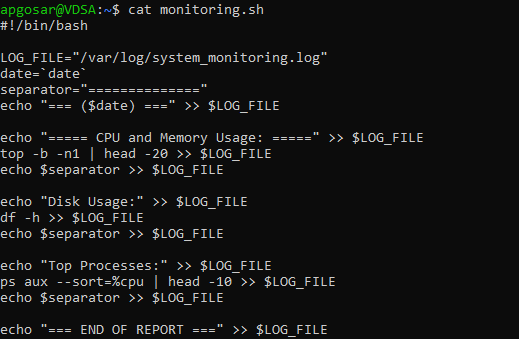 apgosar@VDSA:~$ cat monitoring.sh
#!/bin/bash
LOG_FILE="/var/log/system_monitoring.log"
date=`date`
separator="=============="
echo "=== ($date) ===" >> $LOG_FILE
echo "===== CPU and Memory Usage: =====" >> $LOG_FILE
top -b -n1 | head -20 >> $LOG_FILE
echo $separator >> $LOG_FILE
echo "Disk Usage:" >> $LOG_FILE
df -h >> $LOG_FILE
echo $separator >> $LOG_FILE
echo "Top Processes:" >> $LOG_FILE
ps aux --sort=%cpu | head -10 >> $LOG_FILE
echo $separator >> $LOG_FILE
echo "=== END OF REPORT ===" >> $LOG_FILE